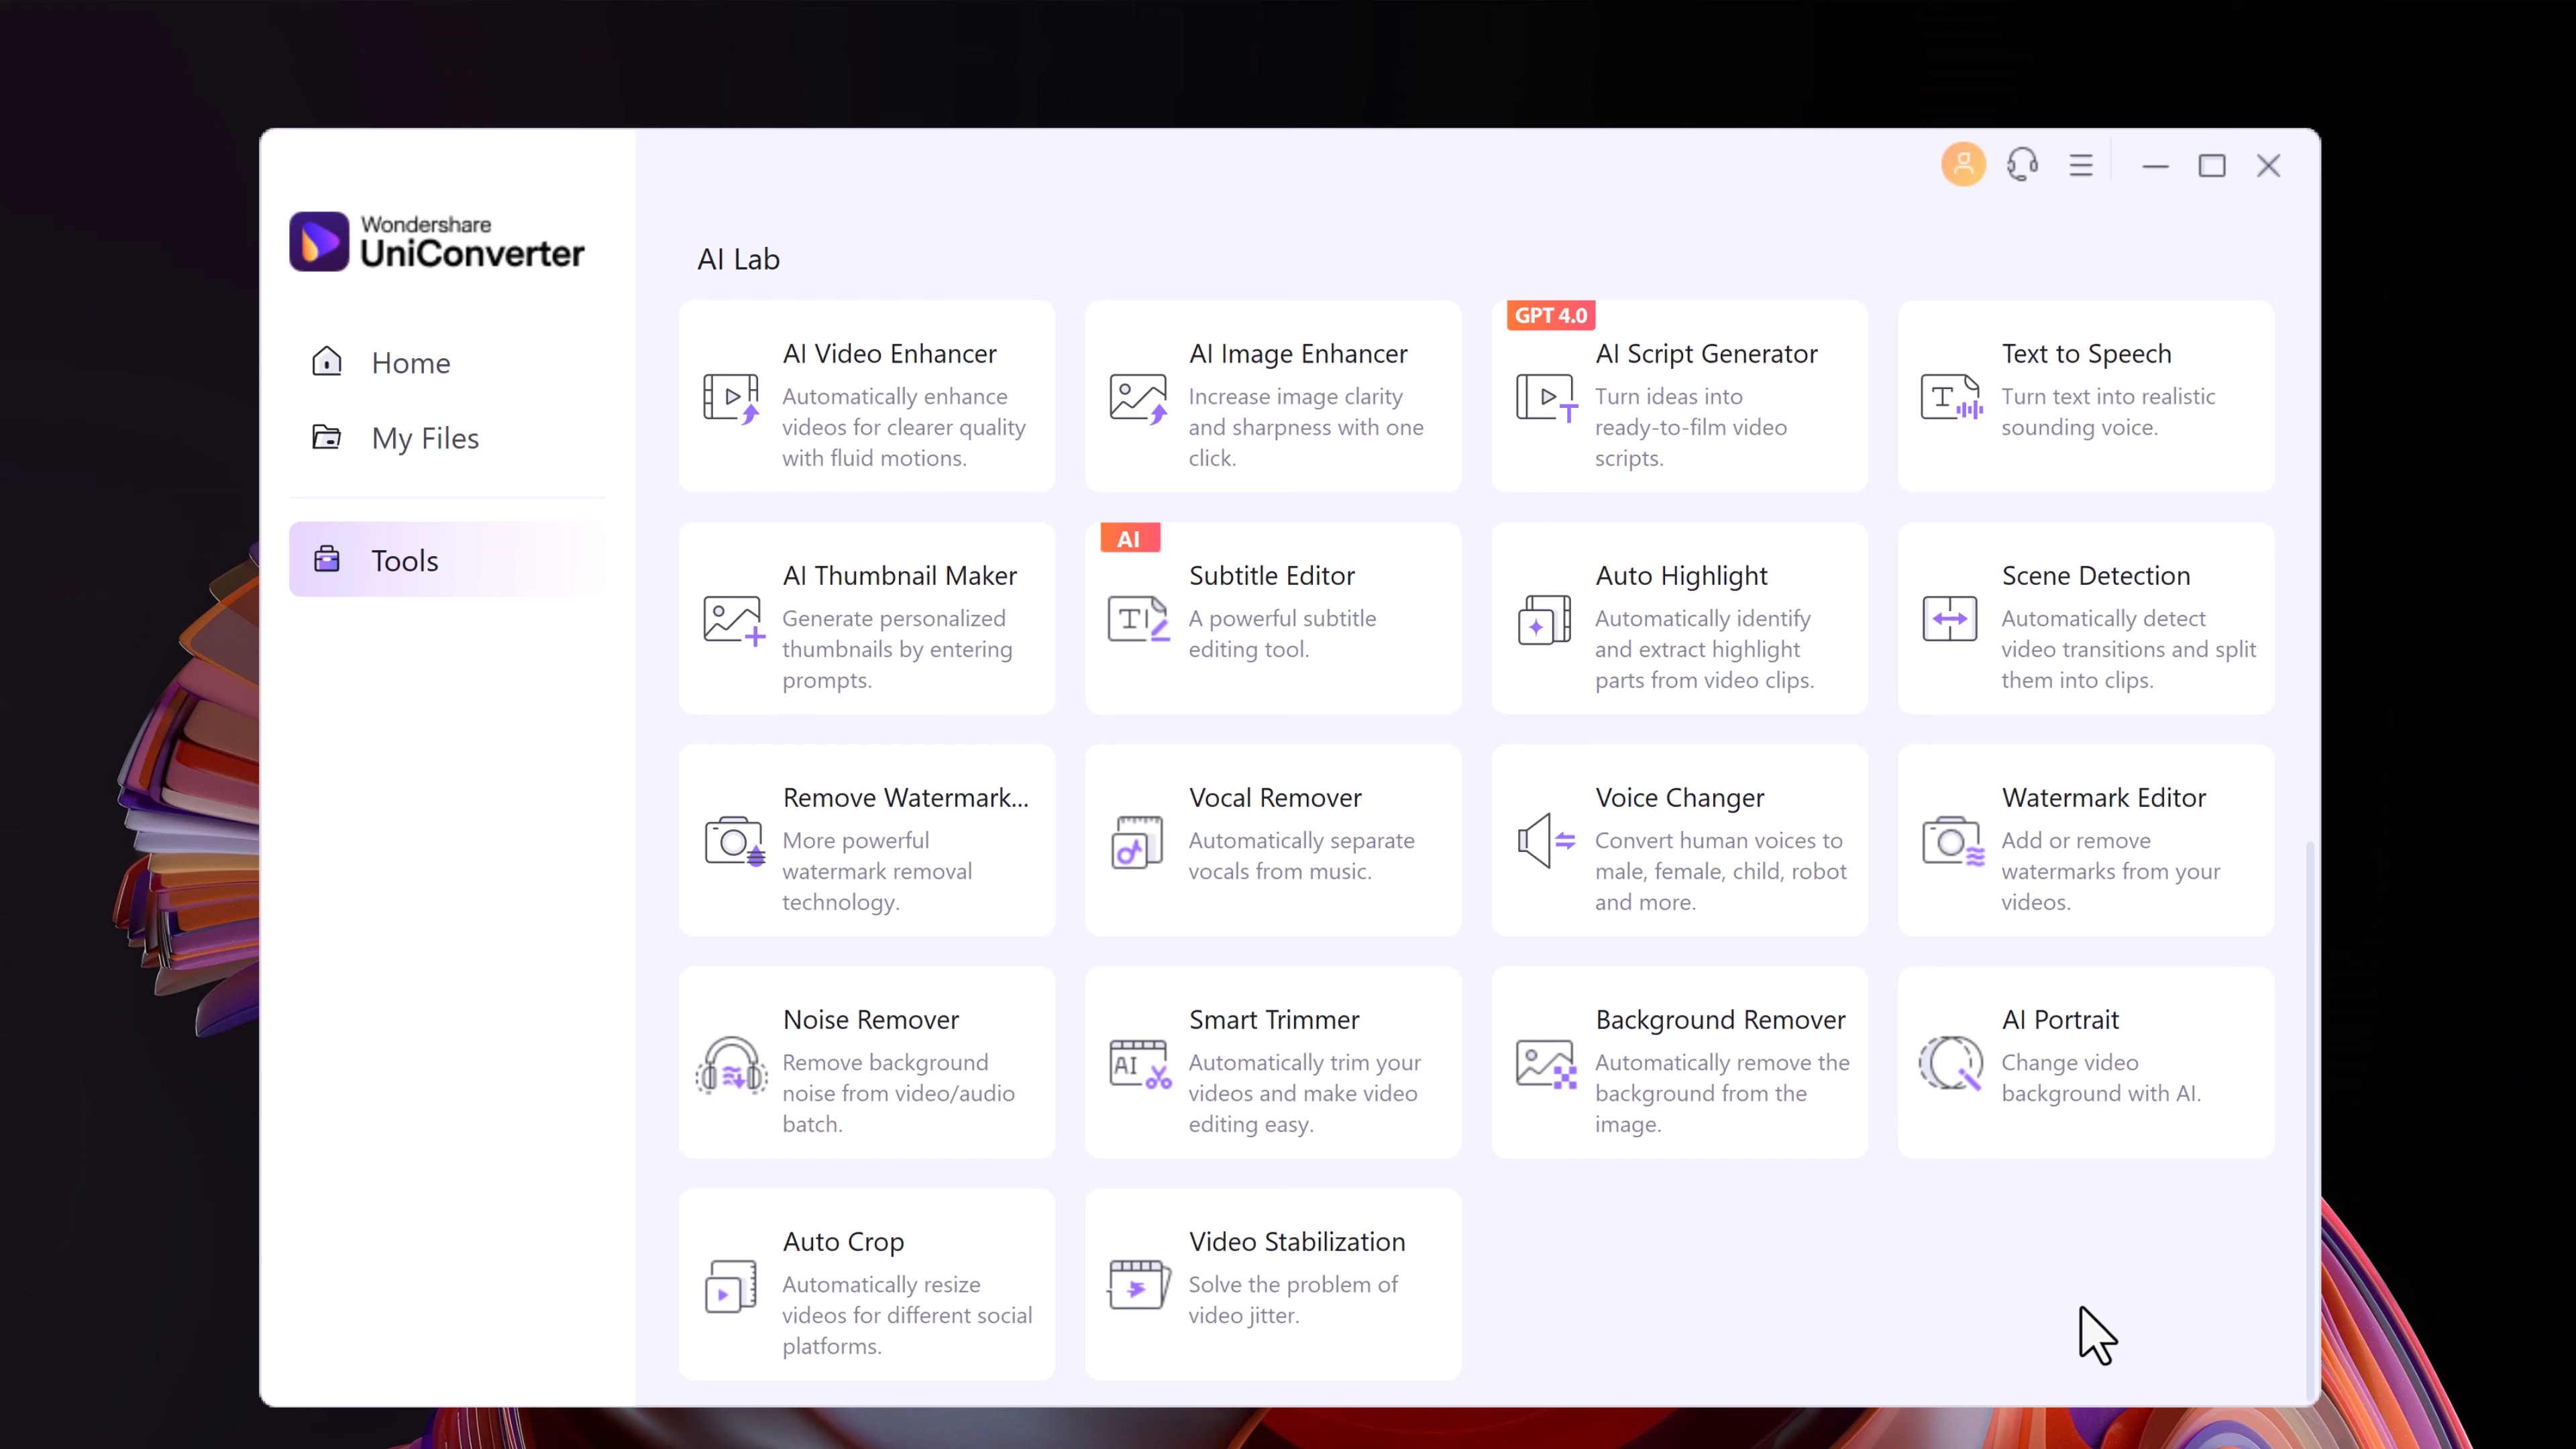 Wondershare
UniConverter
Home
My Files
Tools
AI Lab
AI Video Enhancer
Automatically enhance
videos for clearer quality
with fluid motions.
AI Image Enhancer
Increase image clarity
and sharpness with one
click.
GPT 4.0
AI Script Generator
Turn ideas into
ready-to-film video
scripts.
Text to Speech
Turn text into realistic
sounding voice.
AI Thumbnail Maker
Generate personalized
thumbnails by entering
prompts.
AI
Subtitle Editor
A powerful subtitle
editing tool.
Auto Highlight
Automatically identify
and extract highlight
parts from video clips.
Scene Detection
Automatically detect
video transitions and split
them into clips.
Remove Watermark...
More powerful
watermark removal
technology.
Vocal Remover
Automatically separate
vocals from music.
Voice Changer
Convert human voices to
male, female, child, robot
and more.
Watermark Editor
Add or remove
watermarks from your
videos.
Noise Remover
Remove background
noise from video/audio
batch.
Smart Trimmer
Automatically trim your
videos and make video
editing easy.
Background Remover
Automatically remove the
background from the
image.
AI Portrait
Change video
background with AI.
Auto Crop
Automatically resize
videos for different social
platforms.
Video Stabilization
Solve the problem of
video jitter.